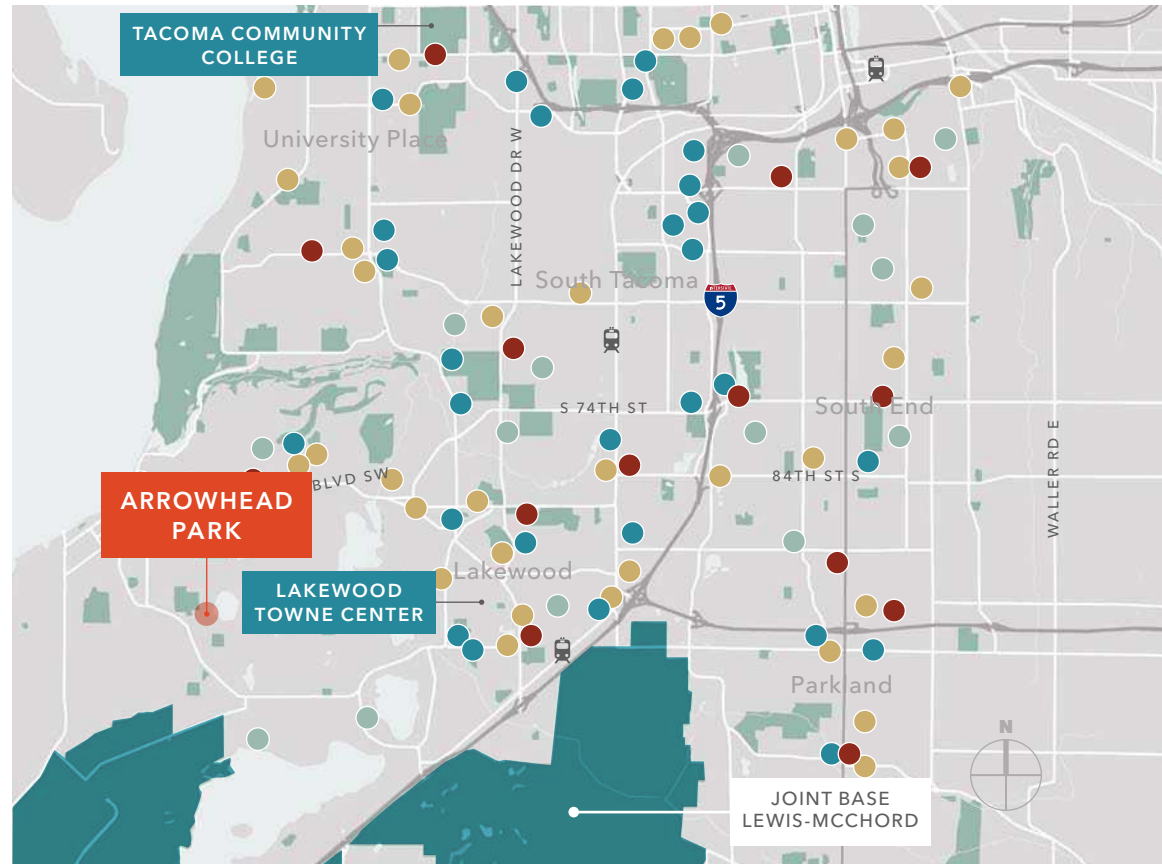 TACOMA COMMUNITY
COLLEGE
University Place
LAKEWOOD DR W
South Tacoma
INTERSTATE
5
S 74TH ST
South End
BLVD SW
84TH ST S
WALLER RD E
ARROWHEAD
PARK
Lakewood
LAKEWOOD
TOWNE CENTER
Parkland
N
JOINT BASE
LEWIS-MCCHORD